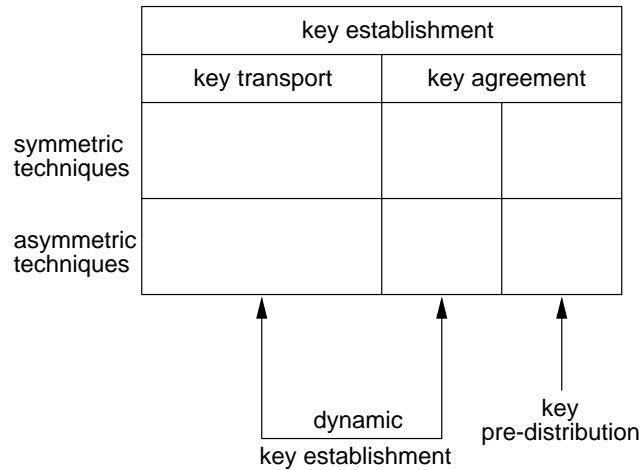 key establishment
key transport
key agreement
symmetric
techniques
asymmetric
techniques
dynamic
key establishment
key
pre-distribution